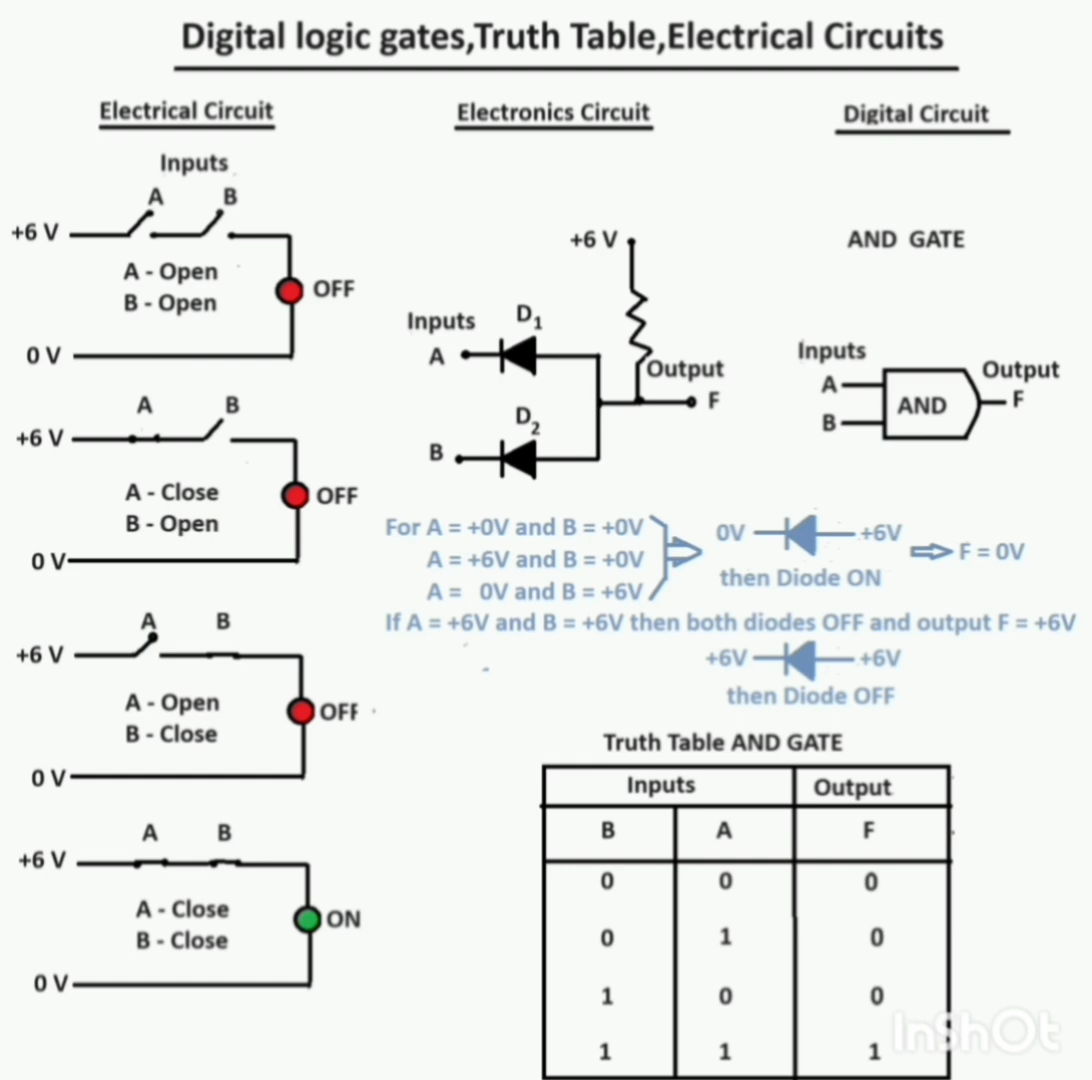 Digital logic gates,Truth Table,Electrical Circuits
Electrical Circuit
Inputs
A B
+6 V
A - Open
B - Open
OFF
0 V
A B
+6 V
A - Close
B - Open
OFF
0 V
A B
+6 V
A - Open
B - Close
OFF
0 V
A B
+6 V
A - Close
B - Close
ON
0 V
Electronics Circuit
+6 V
Inputs
D1
A
Output
F
D2
B
Digital Circuit
AND GATE
Inputs
Output
A
AND
F
B
For A = +0V and B = +0V
A = +6V and B = +0V
A = 0V and B = +6V
0V +6V
then Diode ON
F = 0V
If A = +6V and B = +6V then both diodes OFF and output F = +6V
+6V +6V
then Diode OFF
Truth Table AND GATE
Inputs Output
B A F
0 0 0
0 1 0
1 0 0
1 1 1
InShOt